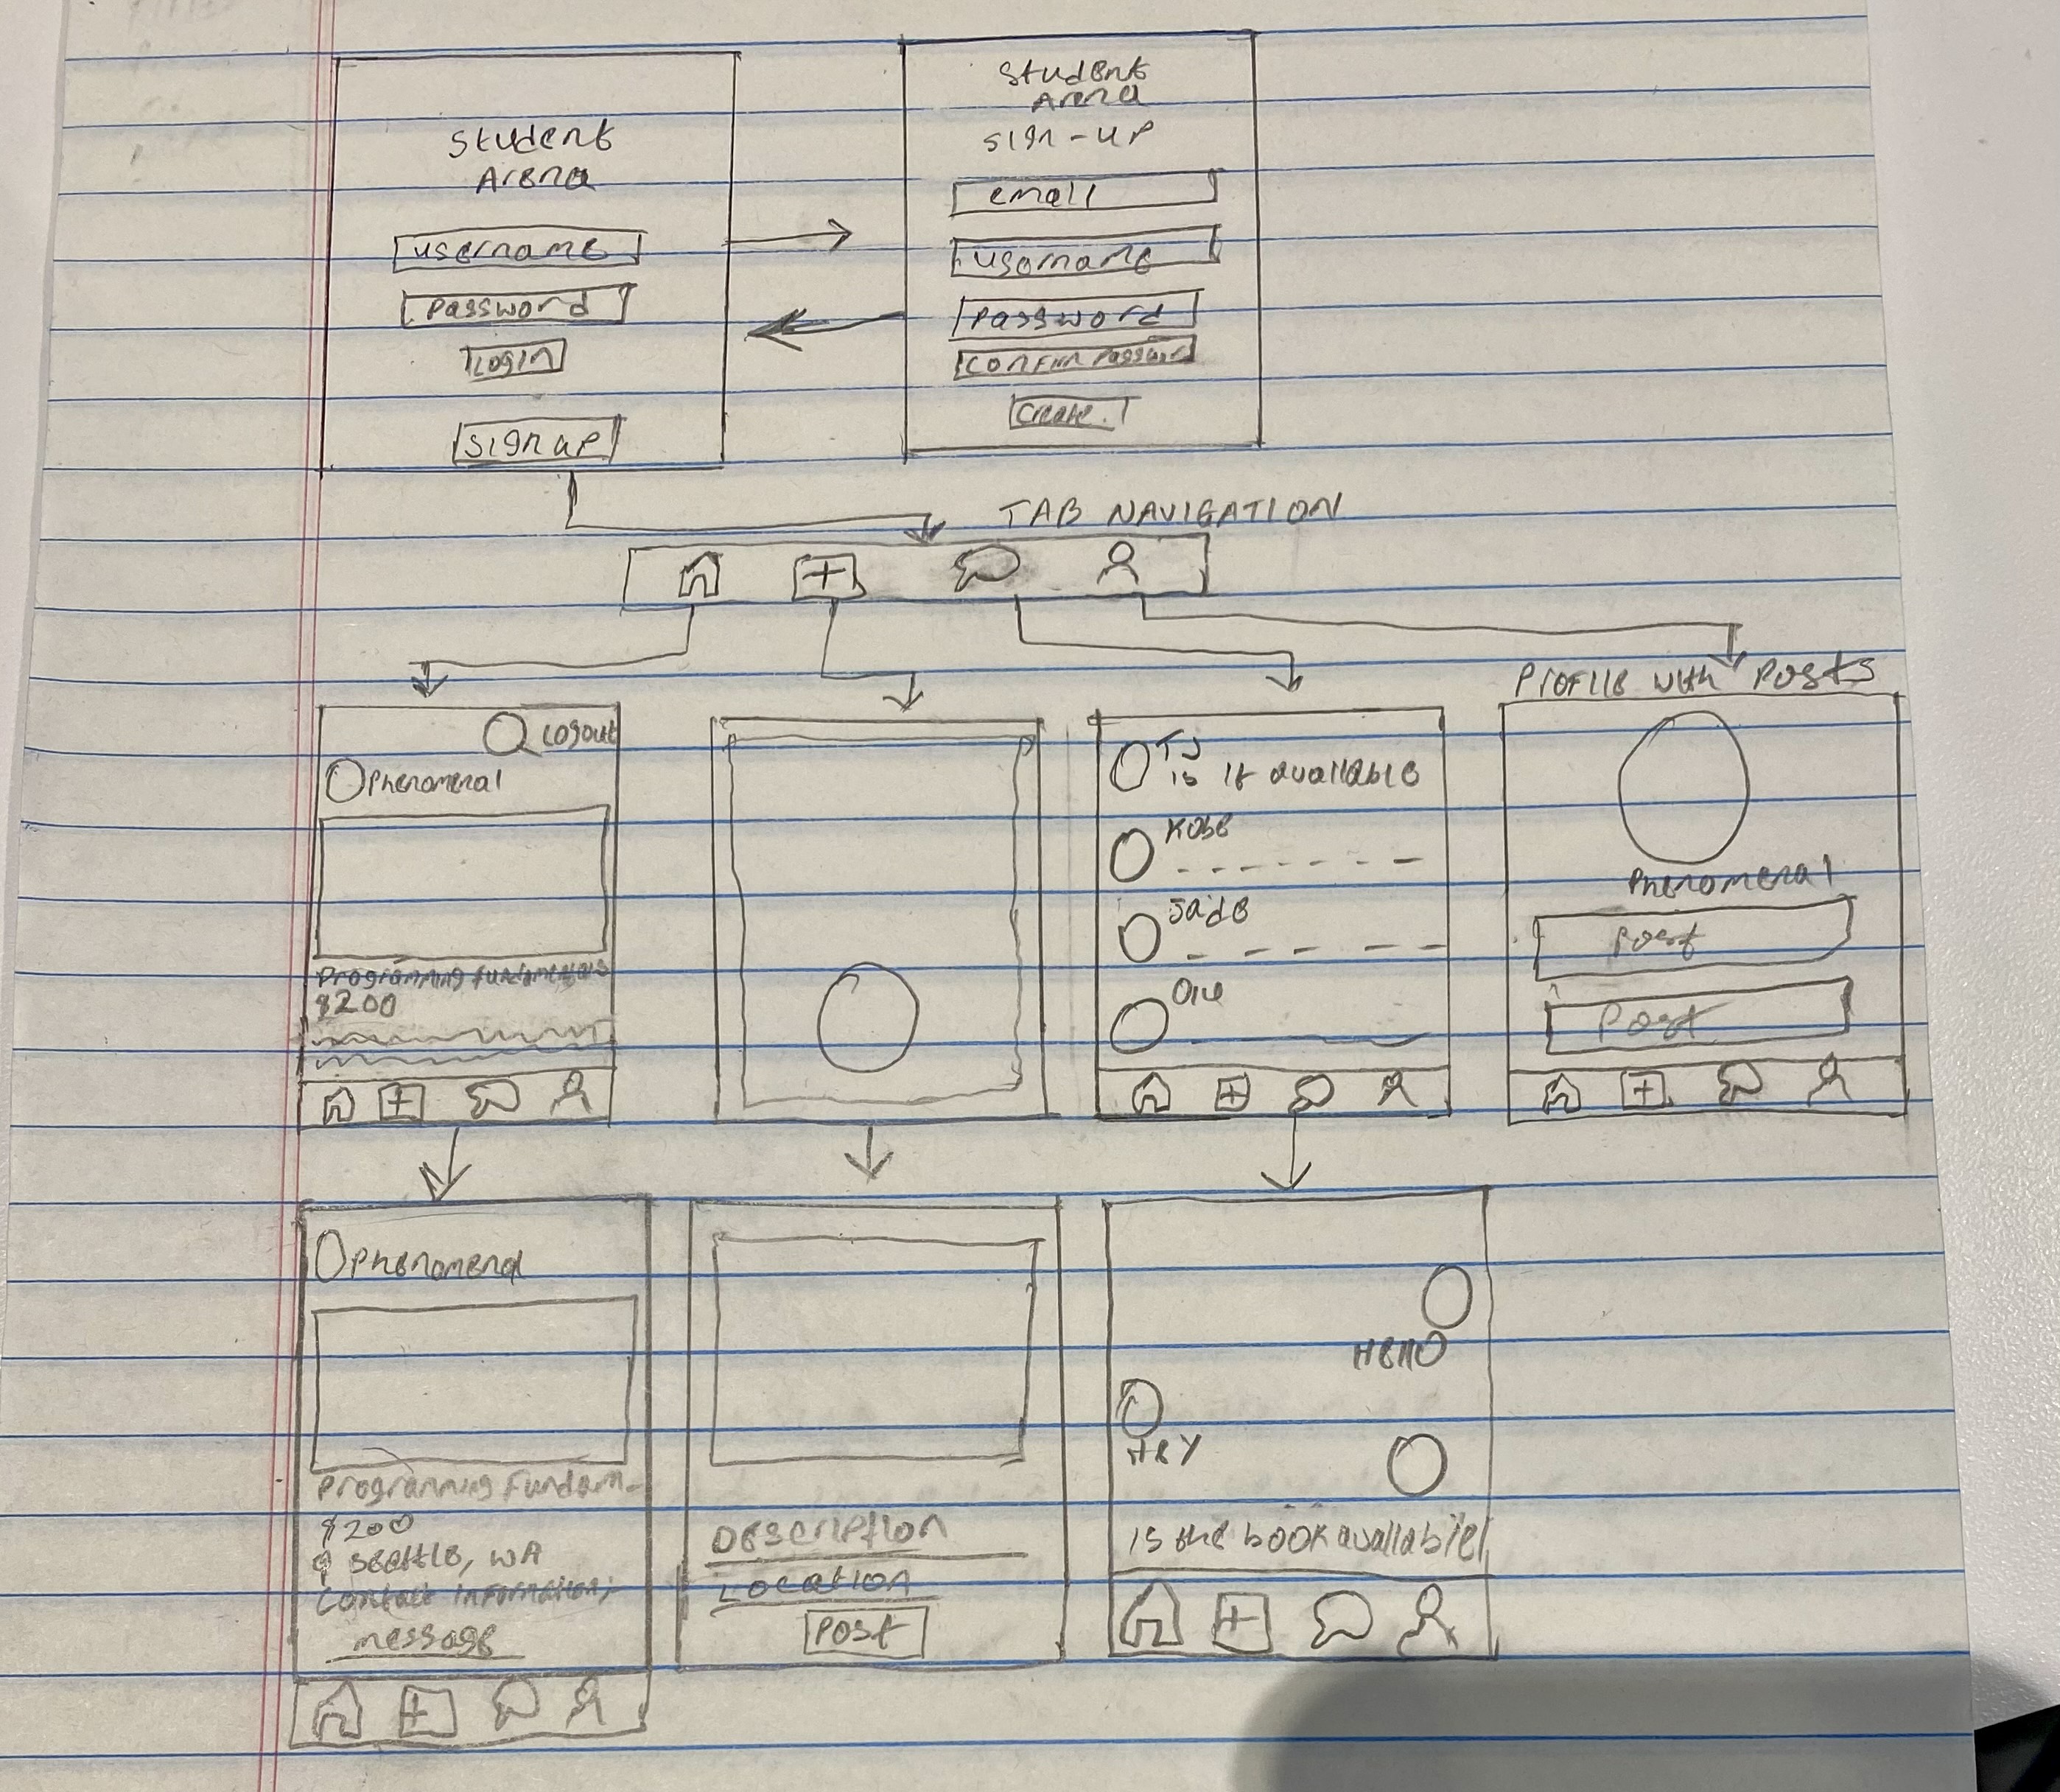 Student
Arena
username
Password
Login
Sign up
Student
Arena
Sign-up
email
username
Password
Confirm Password
Create
TAB NAVIGATION
Logout
Phenomenal
Programming fundamentals
$200
TJ
is it available
Kobe
Jade
Profile with Posts
Phenomenal
Post
Post
Phenomenal
Programming Fundam-
$200
Seattle, WA
Contact information:
message
Description
Location
Post
Hello
Hey
is the book available!